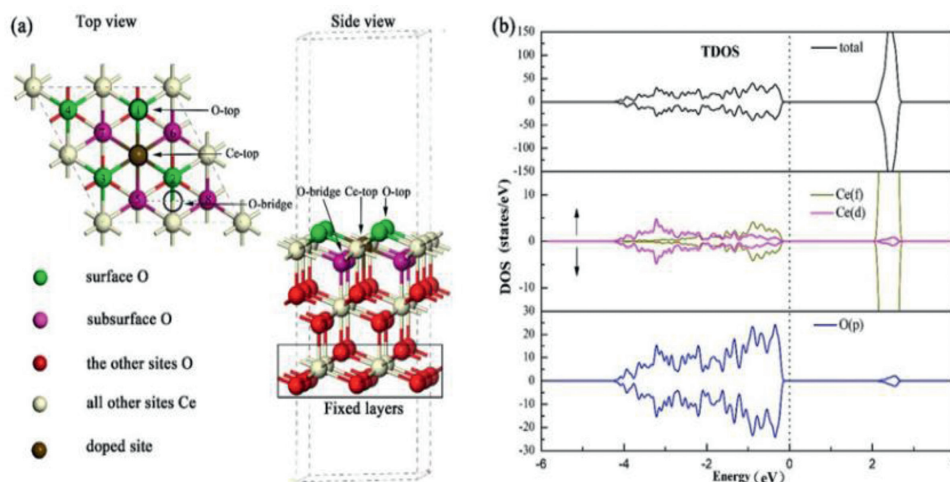 (a)
Top view
Side view
O-top
Ce-top
O-bridge
O-bridge Ce-top O-top
surface O
subsurface O
the other sites O
all other sites Ce
doped site
Fixed layers
(b)
TDOS
total
150
100
50
0
-50
-100
150
Ce(f)
Ce(d)
10
0
-10
30
O(p)
20
10
0
-10
-20
-30
DOS (states/eV)
-6 -4 -2 0 2
Energy (eV)